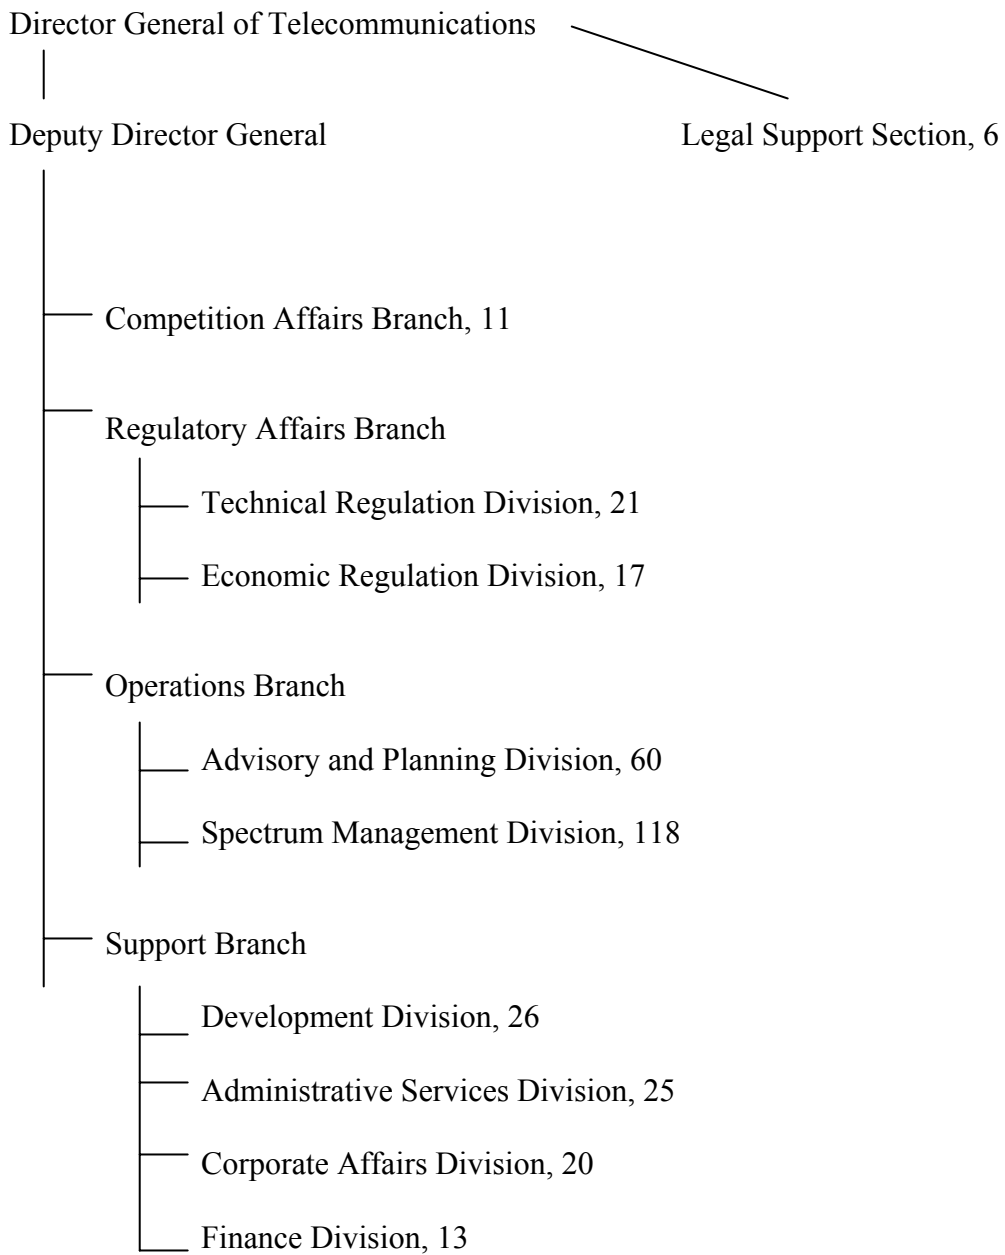 Director General of Telecommunications
Deputy Director General
Legal Support Section, 6
Competition Affairs Branch, 11
Regulatory Affairs Branch
Technical Regulation Division, 21
Economic Regulation Division, 17
Operations Branch
Advisory and Planning Division, 60
Spectrum Management Division, 118
Support Branch
Development Division, 26
Administrative Services Division, 25
Corporate Affairs Division, 20
Finance Division, 13